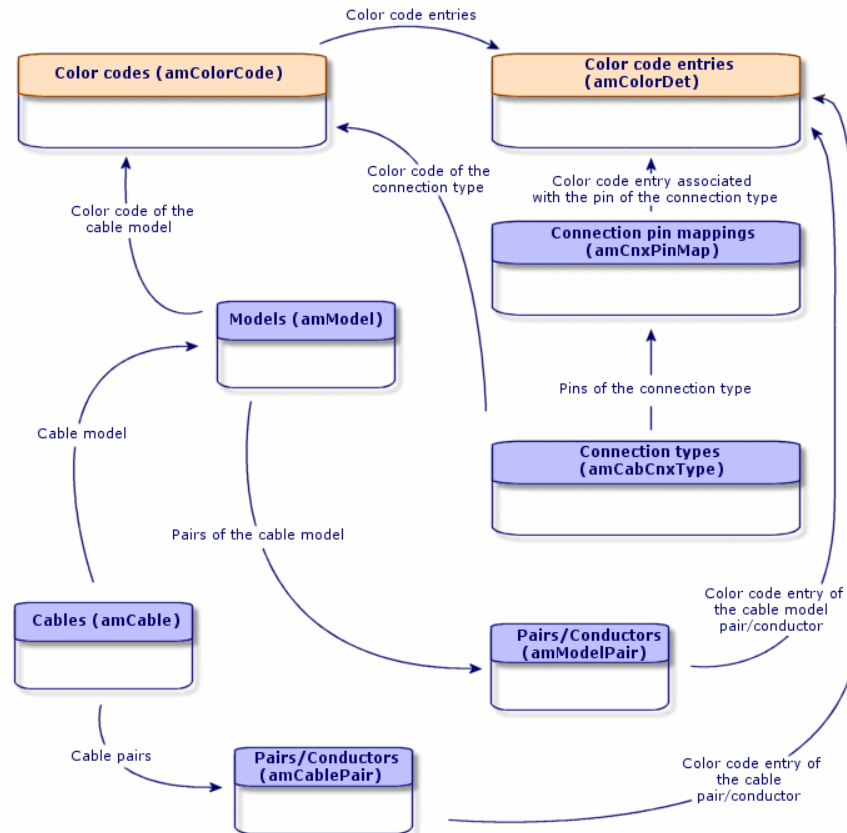 Color code entries
Color codes (amColorCode)
Color code entries
(amColorDet)
Color code of the
connection type
Color code entry associated
with the pin of the connection type
Color code of the
cable model
Connection pin mappings
(amCnxPinMap)
Models (amModel)
Pins of the connection type
Cable model
Connection types
(amCabCnxType)
Pairs of the cable model
Color code entry of
the cable model
pair/conductor
Cables (amCable)
Pairs/Conductors
(amModelPair)
Cable pairs
Pairs/Conductors
(amCablePair)
Color code entry of
the cable
pair/conductor